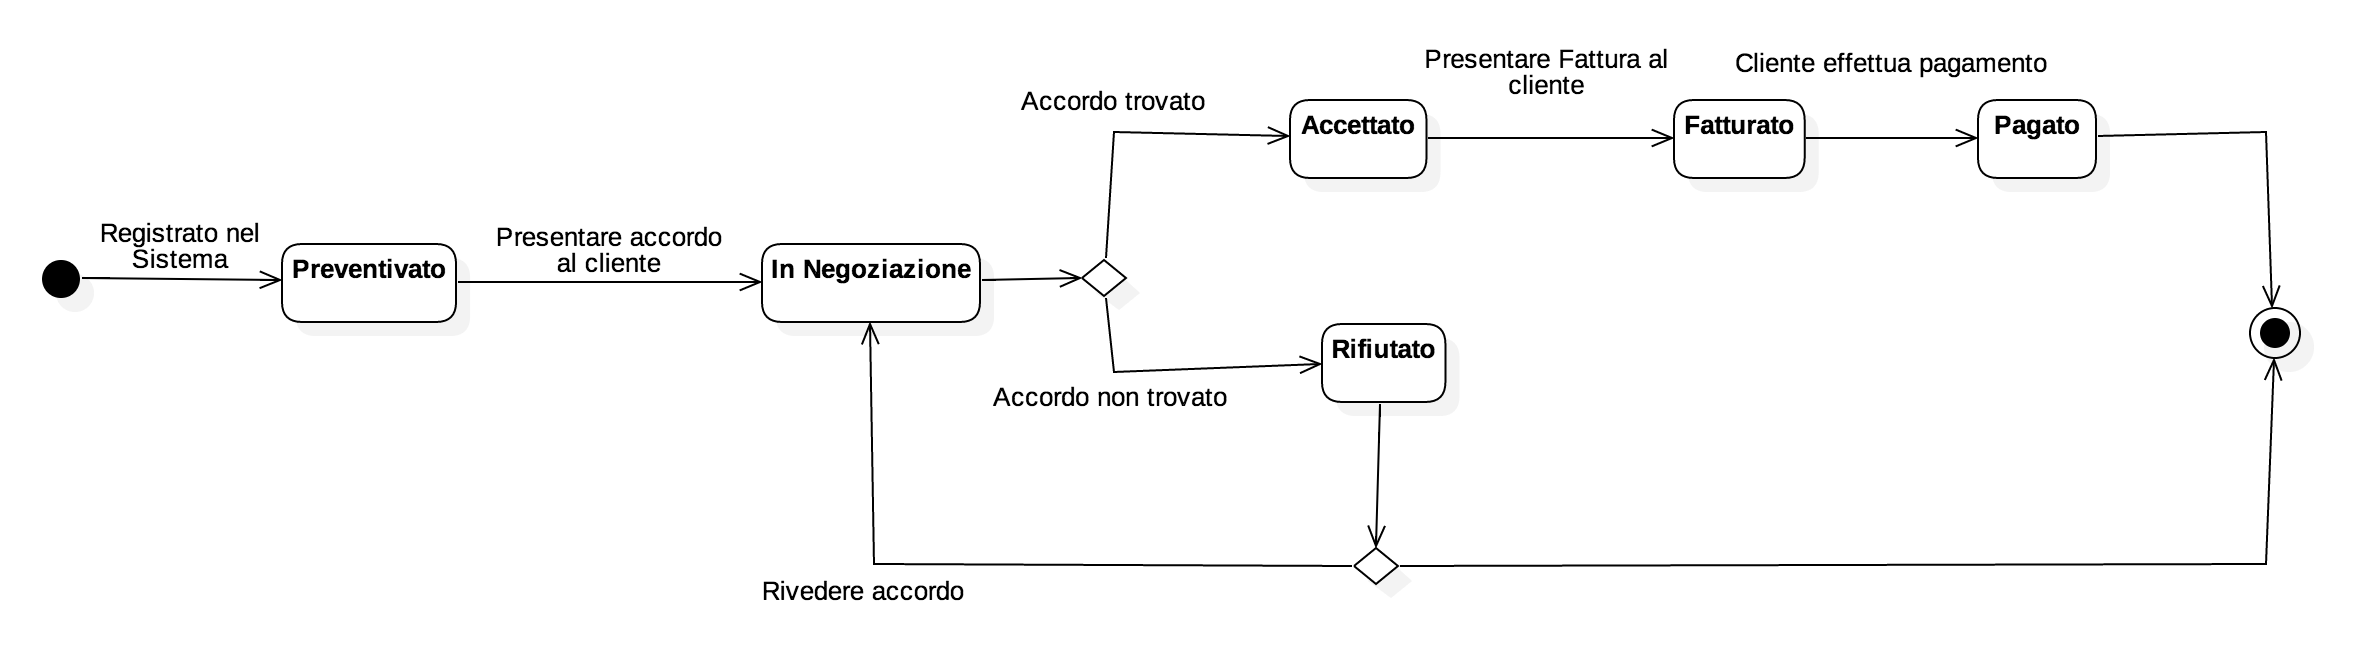 Presentare Fattura al
cliente
Cliente effettua pagamento
Accordo trovato
Accettato
Fatturato
Pagato
Registrato nel
Sistema
Preventivato
Presentare accordo
al cliente
In Negoziazione
Rifiutato
Accordo non trovato
Rivedere accordo